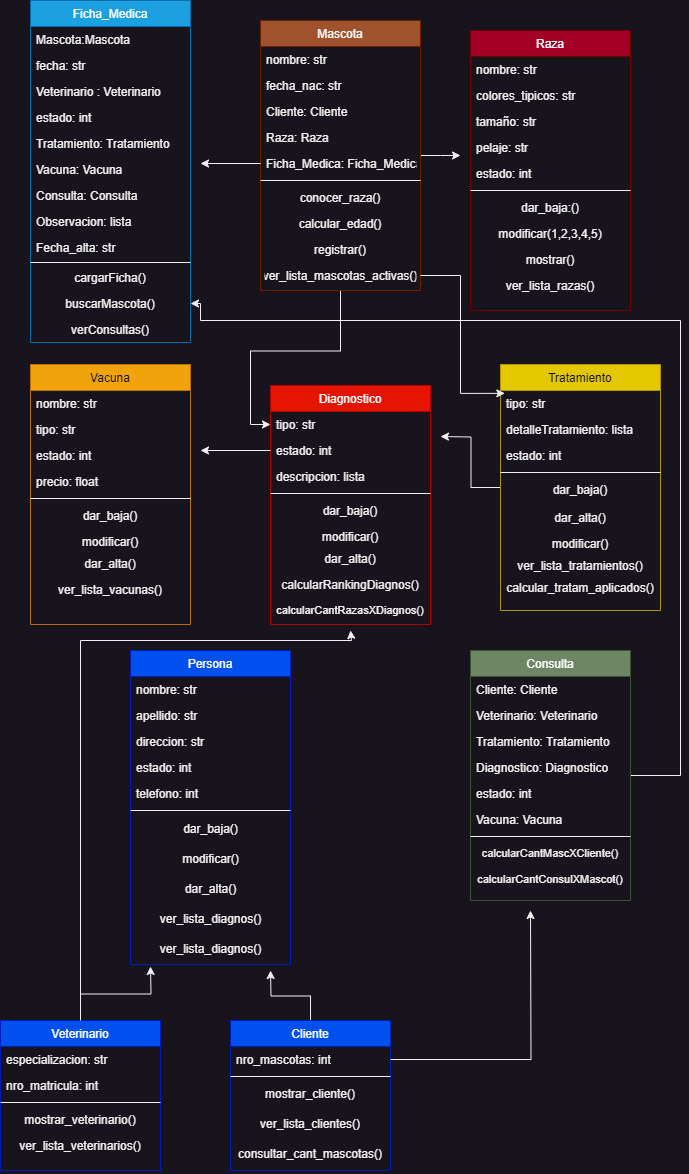 Ficha_Medica
Mascota:Mascota
fecha: str
Veterinario : Veterinario
estado: int
Tratamiento: Tratamiento
Vacuna: Vacuna
Consulta: Consulta
Observacion: lista
Fecha_alta: str
cargarFicha()
buscarMascota()
verConsultas()
Mascota
nombre: str
fecha_nac: str
Cliente: Cliente
Raza: Raza
Ficha_Medica: Ficha_Medica
conocer_raza()
calcular_edad()
registrar()
ver_lista_mascotas_activas()
Raza
nombre: str
colores_tipicos: str
tamaño: str
pelaje: str
estado: int
dar_baja:()
modificar(1,2,3,4,5)
mostrar()
ver_lista_razas()
Vacuna
nombre: str
tipo: str
estado: int
precio: float
dar_baja()
modificar()
dar_alta()
ver_lista_vacunas()
Diagnostico
tipo: str
estado: int
descripcion: lista
dar_baja()
modificar()
dar_alta()
calcularRankingDiagnos()
calcularCantRazasXDiagnos()
Tratamiento
tipo: str
detalleTratamiento: lista
estado: int
dar_baja()
dar_alta()
modificar()
ver_lista_tratamientos()
calcular_tratam_aplicados()
Persona
nombre: str
apellido: str
direccion: str
estado: int
telefono: int
dar_baja()
modificar()
dar_alta()
ver_lista_diagnos()
ver_lista_diagnos()
Consulta
Cliente: Cliente
Veterinario: Veterinario
Tratamiento: Tratamiento
Diagnostico: Diagnostico
estado: int
Vacuna: Vacuna
calcularCantMascXCliente()
calcularCantConsulXMascot()
Veterinario
especializacion: str
nro_matricula: int
mostrar_veterinario()
ver_lista_veterinarios()
Cliente
nro_mascotas: int
mostrar_cliente()
ver_lista_clientes()
consultar_cant_mascotas()